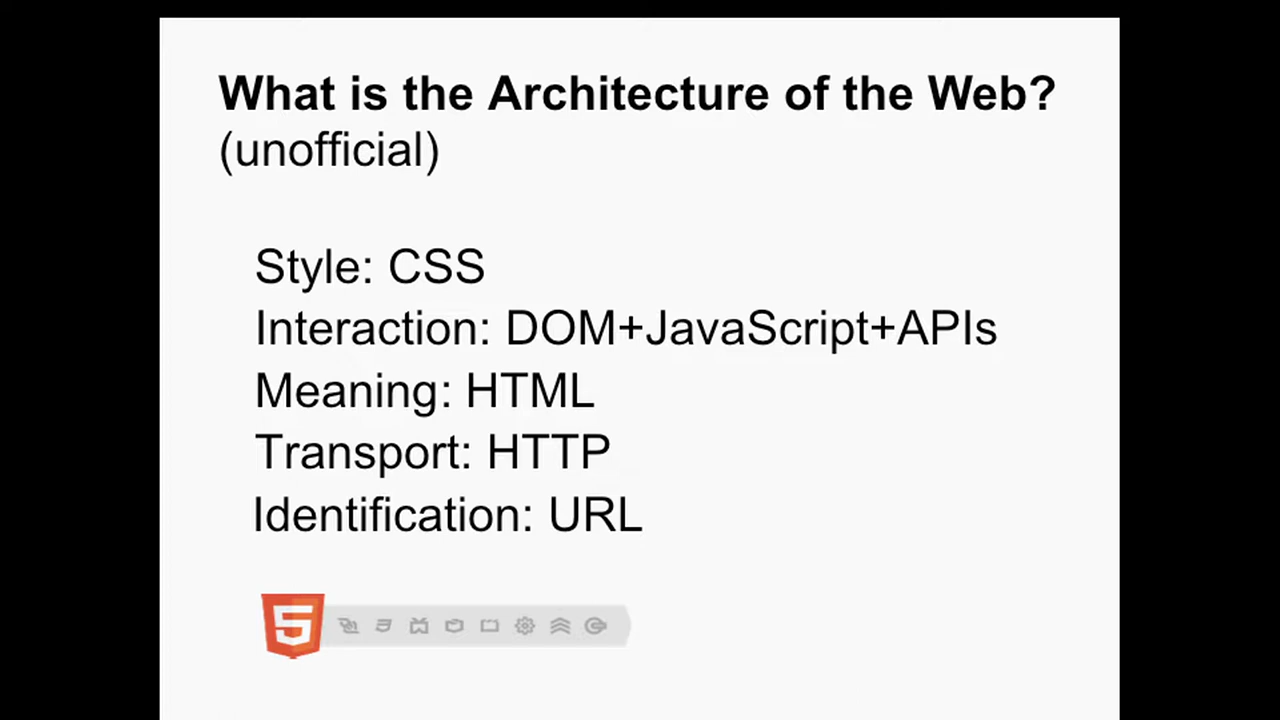 What is the Architecture of the Web?
(unofficial)
Style: CSS
Interaction: DOM+JavaScript+APIs
Meaning: HTML
Transport: HTTP
Identification: URL
5